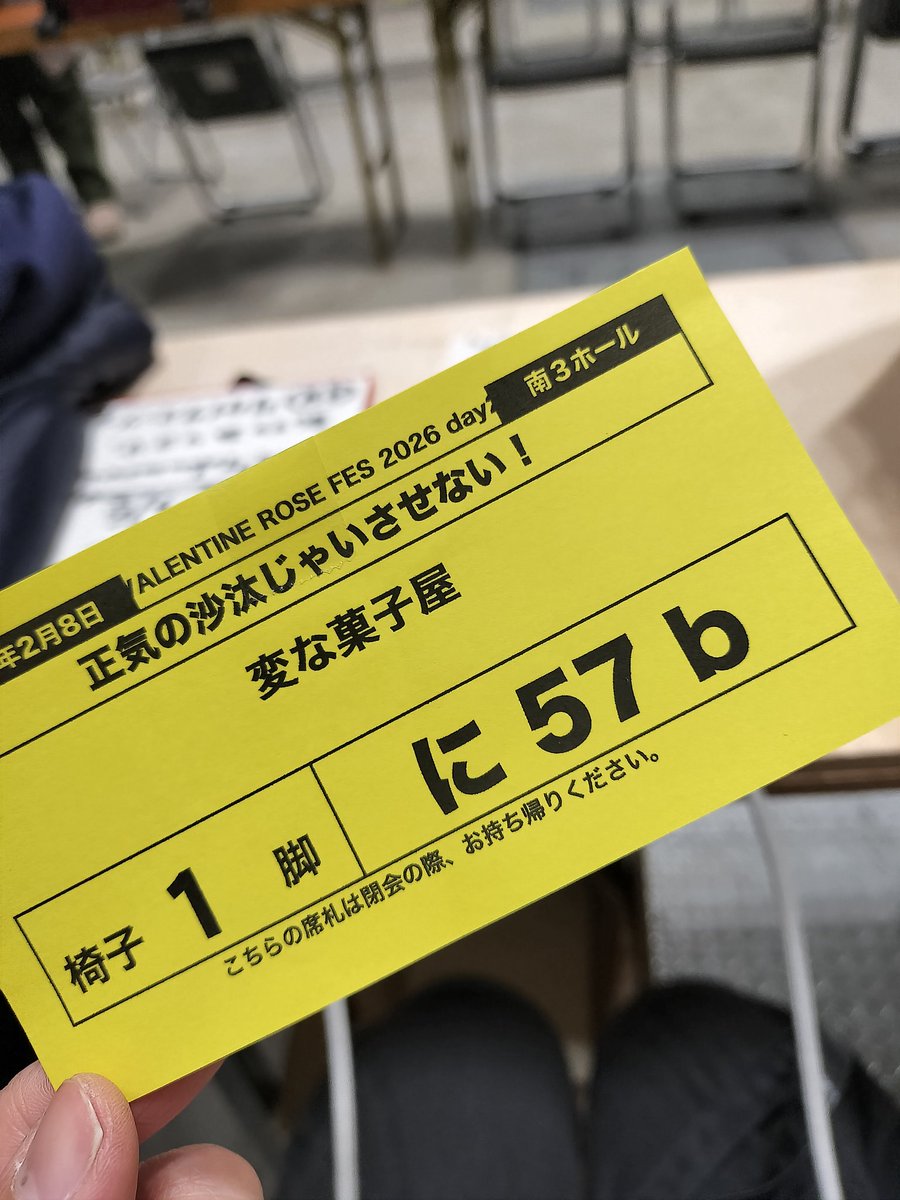 年2月8日
VALENTINE ROSE FES 2026 day2
南3ホール
正気の沙汰じゃいさせない！
変な菓子屋
椅子 1 脚
に 57 b
こちらの席札は閉会の際、お持ち帰りください。